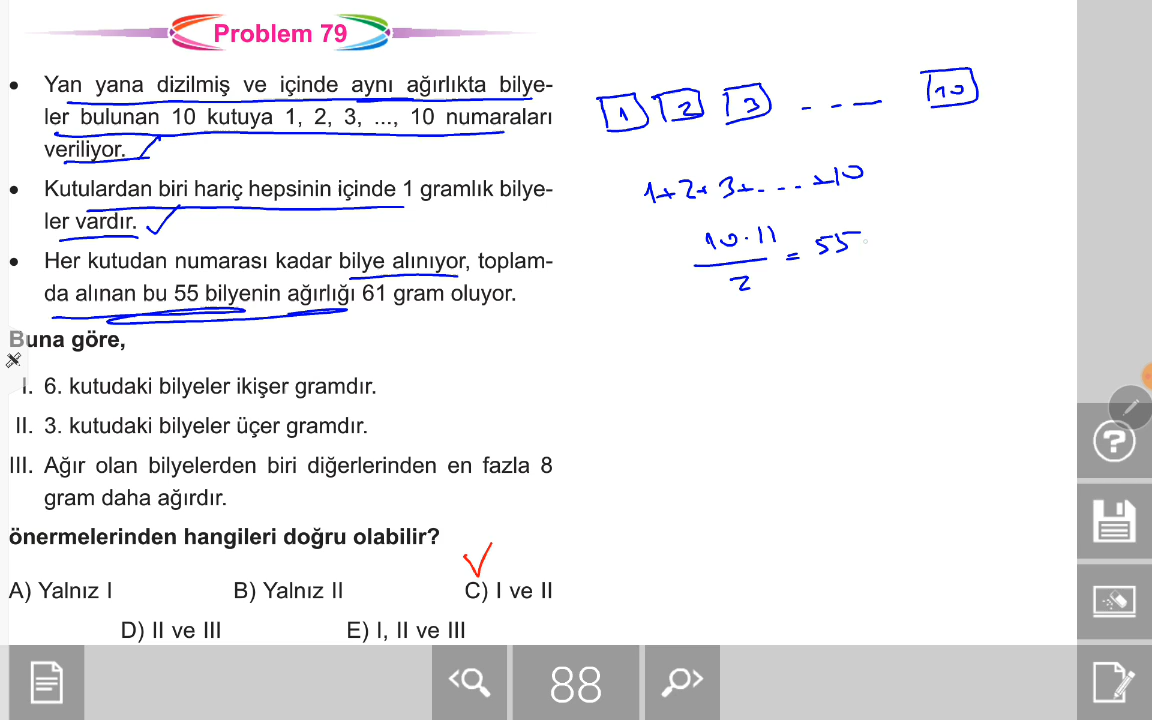 Problem 79
• Yan yana dizilmiş ve içinde aynı ağırlıkta bilye-
ler bulunan 10 kutuya 1, 2, 3, ..., 10 numaraları
veriliyor.
• Kutulardan biri hariç hepsinin içinde 1 gramlık bilye-
ler vardır.
• Her kutudan numarası kadar bilye alınıyor, toplam-
da alınan bu 55 bilyenin ağırlığı 61 gram oluyor.
Buna göre,
I. 6. kutudaki bilyeler ikişer gramdır.
II. 3. kutudaki bilyeler üçer gramdır.
III. Ağır olan bilyelerden biri diğerlerinden en fazla 8
gram daha ağırdır.
önermelerinden hangileri doğru olabilir?
A) Yalnız I B) Yalnız II C) I ve II
D) II ve III E) I, II ve III
1 2 3 - - - 10
1+2+3+....+10
10.11
/2 = 55
88
?